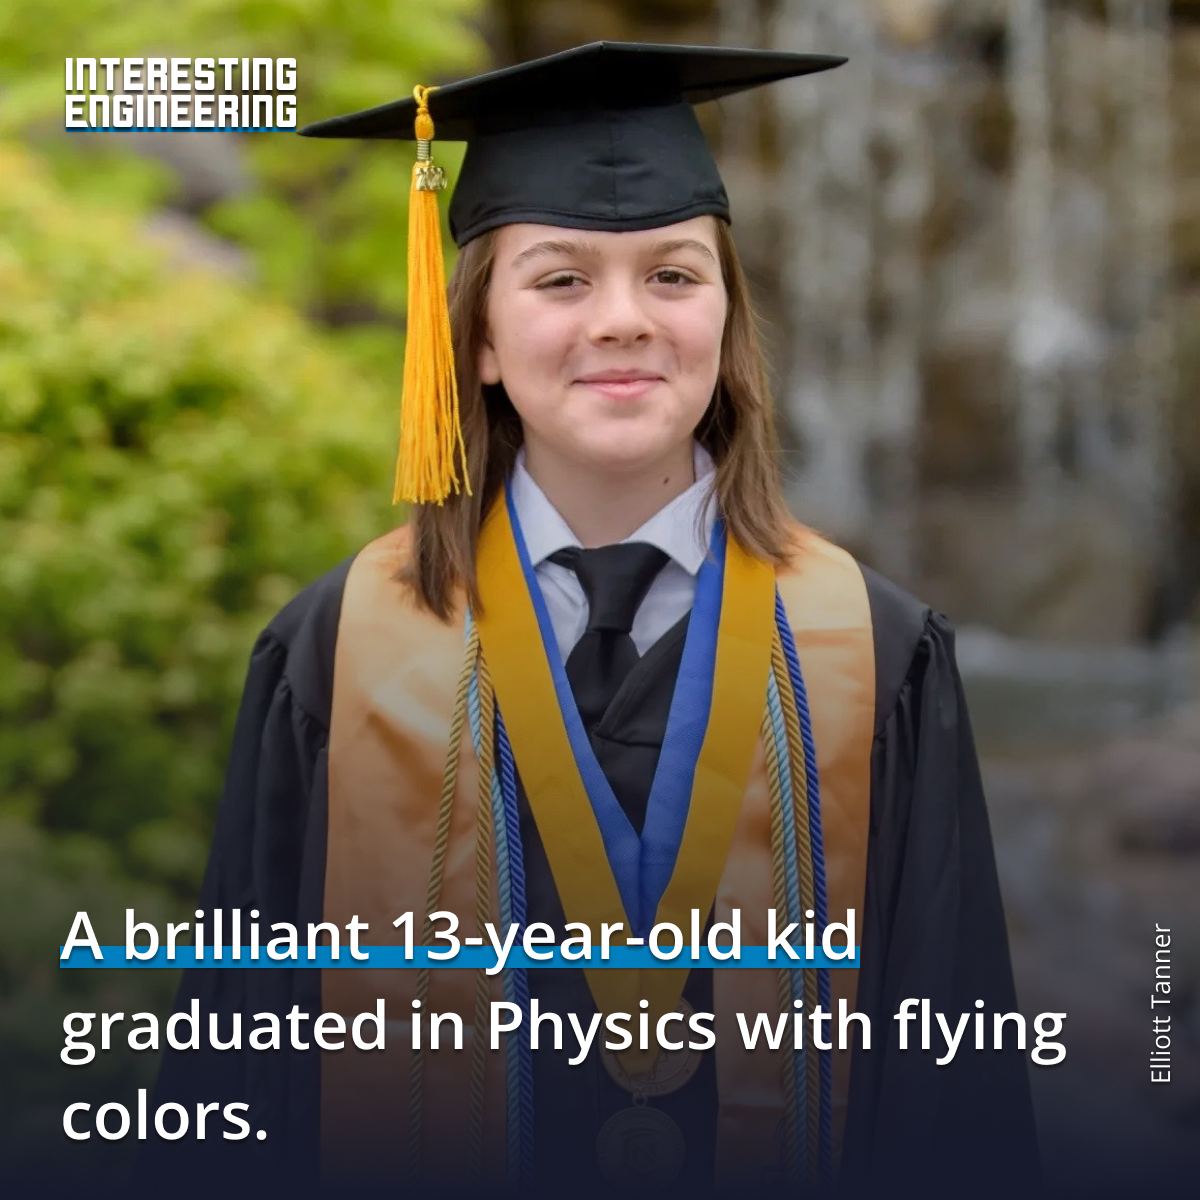 INTERESTING
ENGINEERING
A brilliant 13-year-old kid
graduated in Physics with flying
colors.
Elliott Tanner